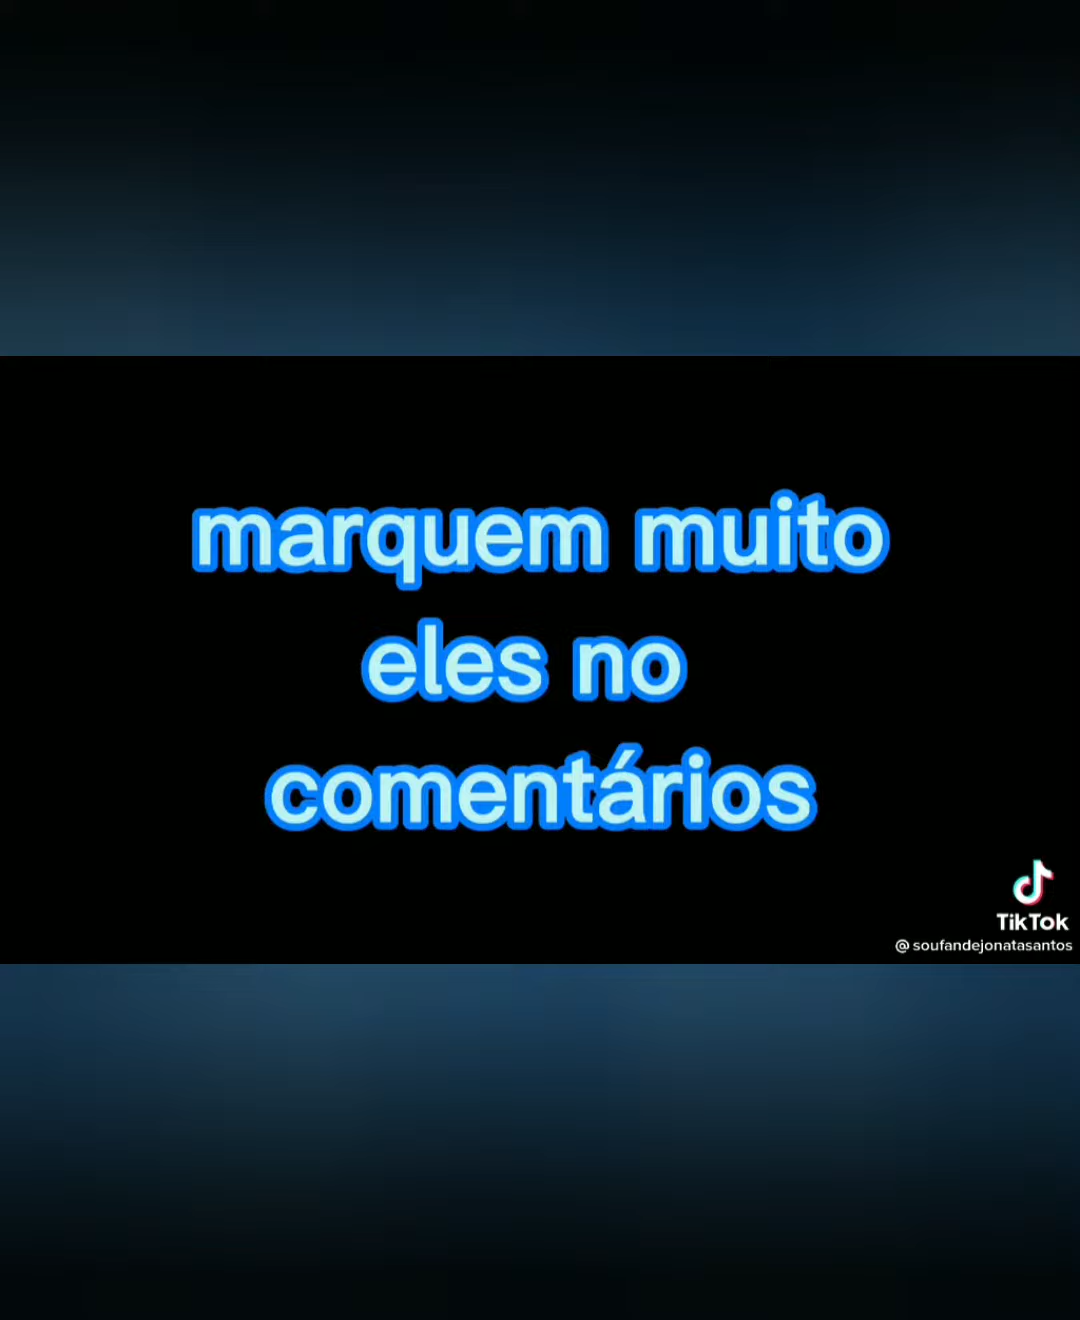 marquem muito
eles no
comentários
TikTok
@soufandejonatasantos